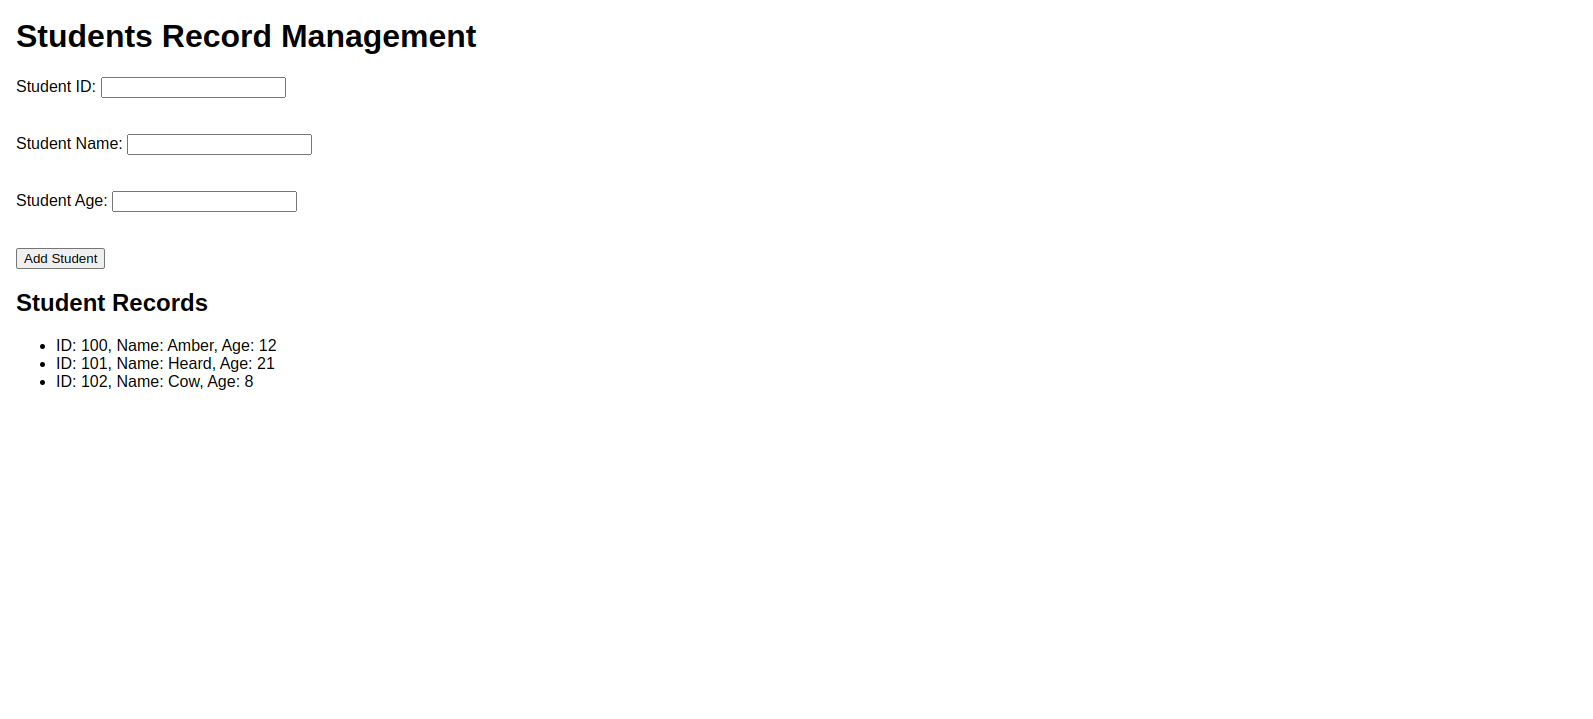 Students Record Management
Student ID:
Student Name:
Student Age:
Add Student
Student Records
ID: 100, Name: Amber, Age: 12
ID: 101, Name: Heard, Age: 21
ID: 102, Name: Cow, Age: 8